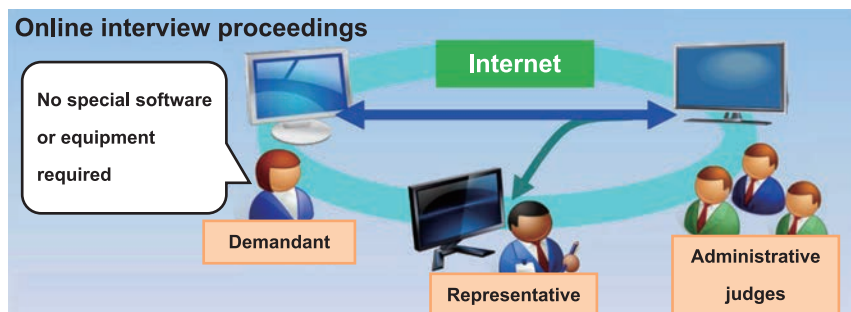 Online interview proceedings
Internet
No special software
or equipment
required
Demandant
Representative
Administrative
judges